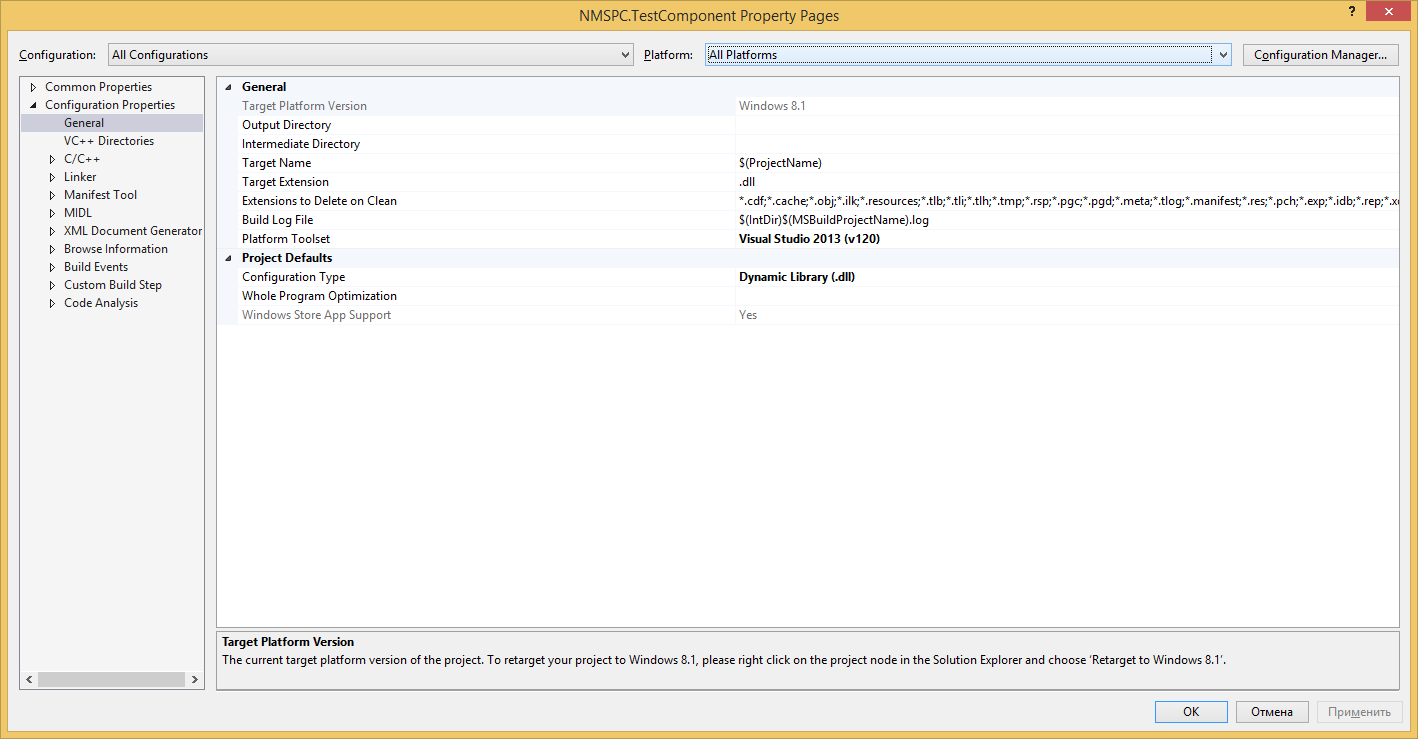 NMSPC.TestComponent Property Pages
?
Configuration: All Configurations Platform: All Platforms Configuration Manager...
Common Properties
Configuration Properties
General
VC++ Directories
C/C++
Linker
Manifest Tool
MIDL
XML Document Generator
Browse Information
Build Events
Custom Build Step
Code Analysis
General
Target Platform Version Windows 8.1
Output Directory
Intermediate Directory
Target Name $(ProjectName)
Target Extension .dll
Extensions to Delete on Clean *.cdf;*.cache;*.obj;*.ilk;*.resources;*.tlb;*.tli;*.tlh;*.tmp;*.rsp;*.pgc;*.pgd;*.meta;*.tlog;*.manifest;*.res;*.pch;*.exp;*.idb;*.rep;*.x
Build Log File $(IntDir)$(MSBuildProjectName).log
Platform Toolset Visual Studio 2013 (v120)
Project Defaults
Configuration Type Dynamic Library (.dll)
Whole Program Optimization
Windows Store App Support Yes
Target Platform Version
The current target platform version of the project. To retarget your project to Windows 8.1, please right click on the project node in the Solution Explorer and choose ‘Retarget to Windows 8.1’.
OK Отмена Применить